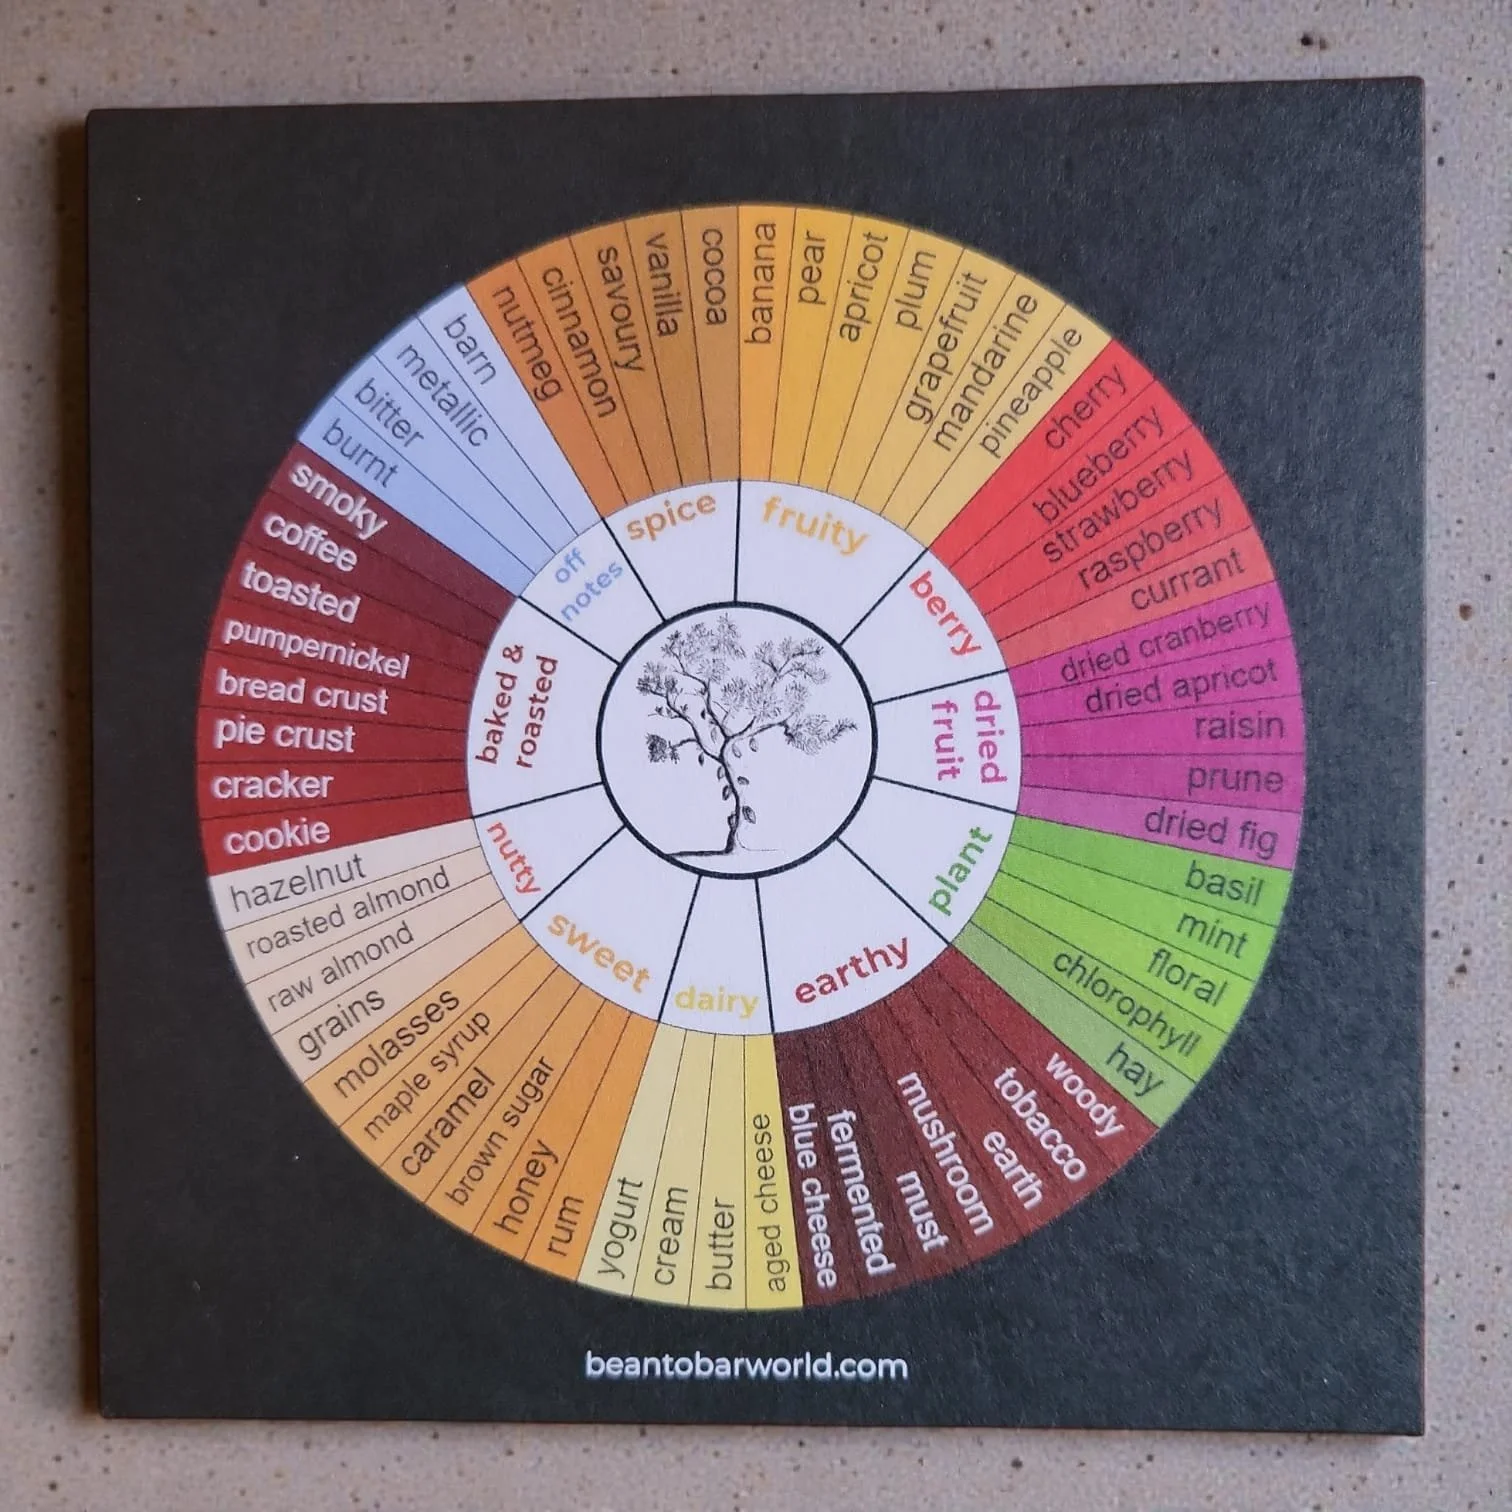 spice
nutmeg
cinnamon
savoury
vanilla
cocoa
fruity
banana
pear
apricot
plum
grapefruit
mandarine
pineapple
berry
cherry
blueberry
strawberry
raspberry
currant
dried
fruit
dried cranberry
dried apricot
raisin
prune
dried fig
plant
basil
mint
floral
chlorophyll
hay
earthy
woody
tobacco
earth
mushroom
must
fermented
blue cheese
dairy
aged cheese
butter
cream
yogurt
sweet
rum
honey
brown sugar
caramel
maple syrup
molasses
nutty
grains
raw almond
roasted almond
hazelnut
baked &
roasted
cookie
cracker
pie crust
bread crust
pumpernickel
toasted
coffee
smoky
off
notes
burnt
bitter
metallic
barn
beantobarworld.com